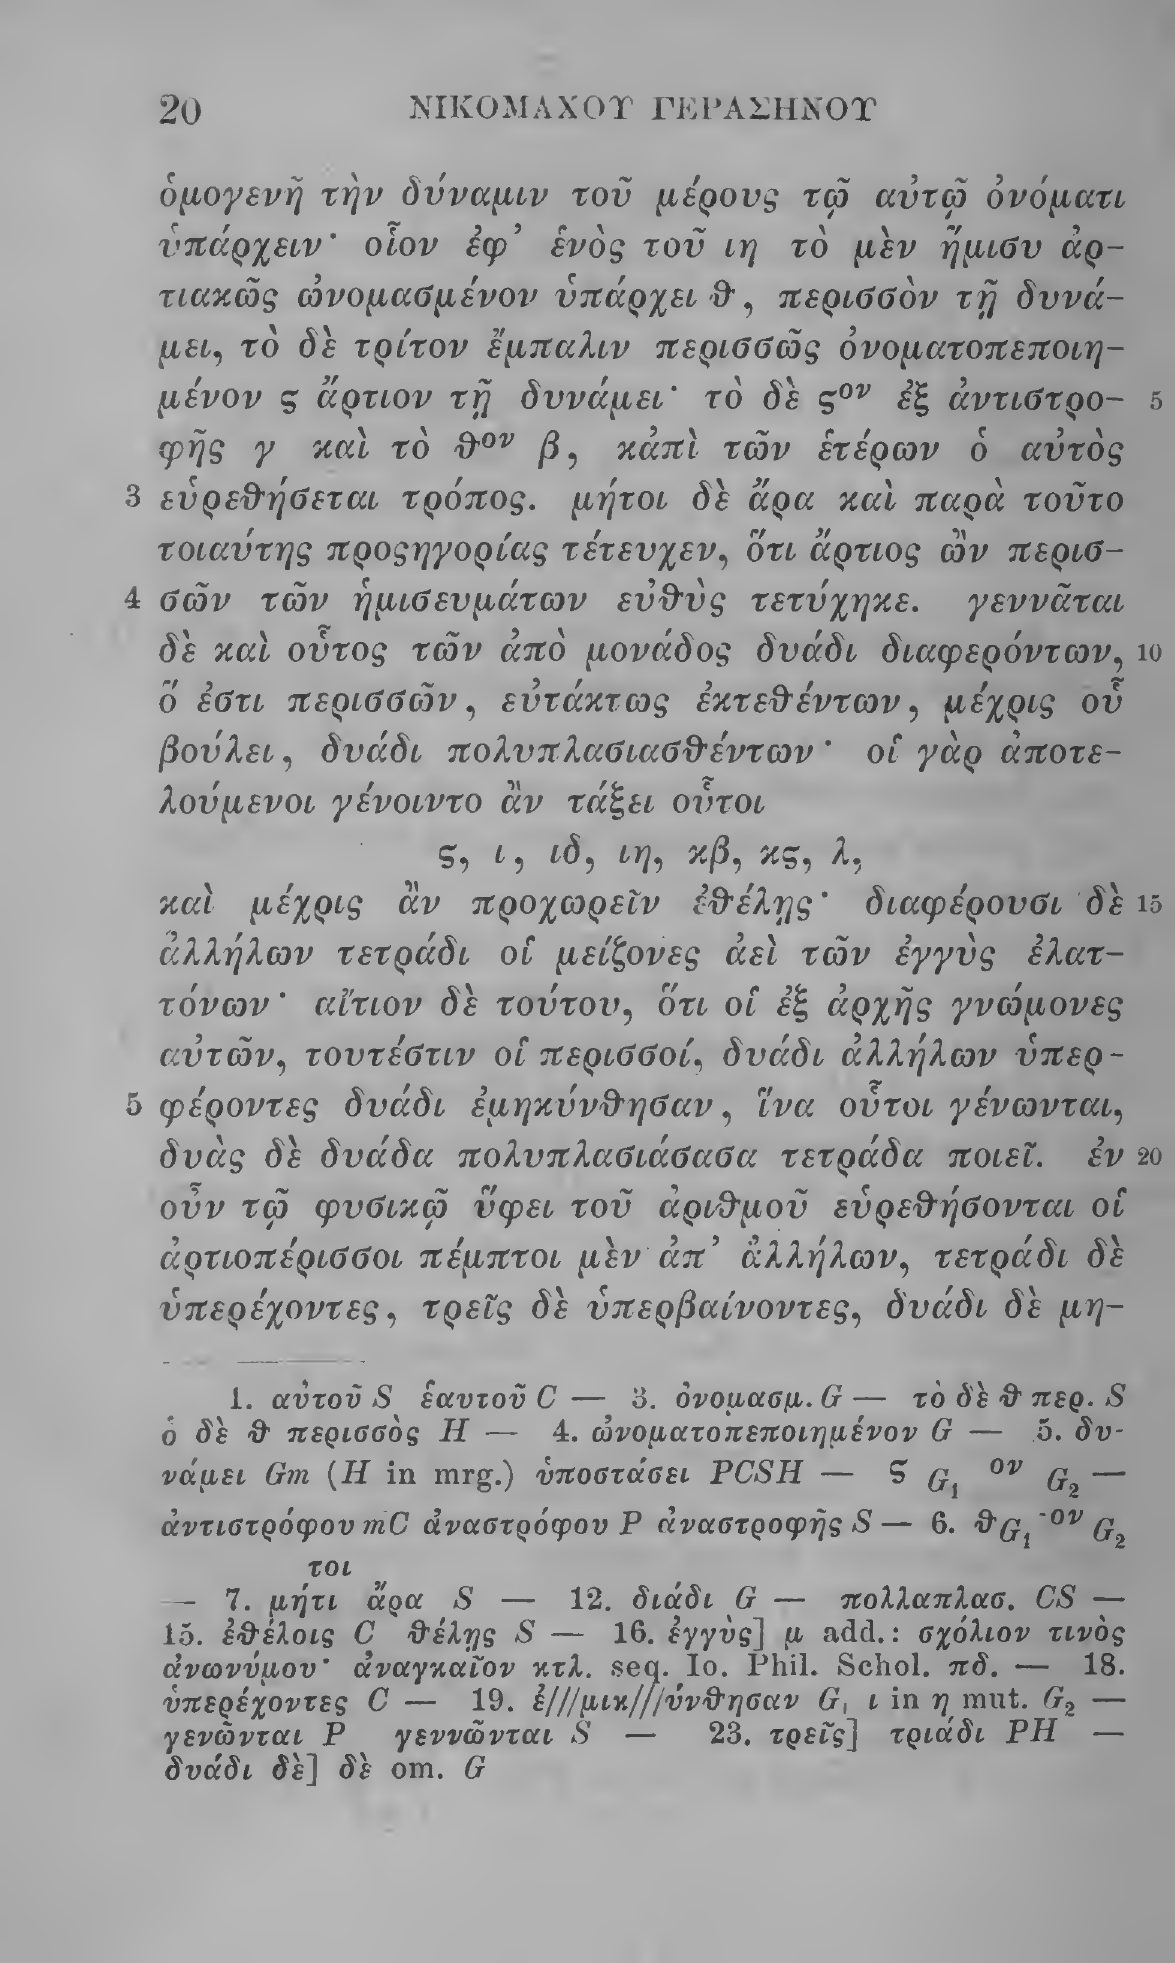 20 ΝΙΚΟΜΑΧΟΥ ΓΕΡΑΣΗΝΟΥ
ὁμογενῆ τὴν δύναμιν τοῦ μέρους τῷ αὐτῷ ὀνόματι
ὑπάρχειν· οἷον ἐφ’ ἑνὸς τοῦ ιη τὸ μὲν ἥμισυ ἀρ-
τιακῶς ὠνομασμένον ὑπάρχει ϑ, περισσὸν τῇ δυνά-
μει, τὸ δὲ τρίτον ἔμπαλιν περισσῶς ὀνοματοπεποιη-
μένον ς ἄρτιον τῇ δυνάμει· τὸ δὲ ςον ἐξ ἀντιστρο- 5
φῆς γ καὶ τὸ ϑον β, κἀπὶ τῶν ἑτέρων ὁ αὐτὸς
3 εὑρεϑήσεται τρόπος. μήτοι δὲ ἄρα καὶ παρὰ τοῦτο
τοιαύτης προςηγορίας τέτευχεν, ὅτι ἄρτιος ὢν περισ-
4 σῶν τῶν ἡμισευμάτων εὐϑὺς τετύχηκε. γεννᾶται
δὲ καὶ οὗτος τῶν ἀπὸ μονάδος δυάδι διαφερόντων, 10
ὅ ἐστι περισσῶν, εὐτάκτως ἐκτεϑέντων, μέχρις οὗ
βούλει, δυάδι πολυπλασιασϑέντων· οἱ γὰρ ἀποτε-
λούμενοι γένοιντο ἂν τάξει οὗτοι
ς, ι, ιδ, ιη, κβ, κς, λ,
καὶ μέχρις ἂν προχωρεῖν ἐϑέλῃς· διαφέρουσι δὲ 15
ἀλλήλων τετράδι οἱ μείζονες ἀεὶ τῶν ἐγγὺς ἐλατ-
τόνων· αἴτιον δὲ τούτου, ὅτι οἱ ἐξ ἀρχῆς γνώμονες
αὐτῶν, τουτέστιν οἱ περισσοί, δυάδι ἀλλήλων ὑπερ-
5 φέροντες δυάδι ἐμηκύνϑησαν, ἵνα οὗτοι γένωνται,
δυὰς δὲ δυάδα πολυπλασιάσασα τετράδα ποιεῖ. ἐν 20
οὖν τῷ φυσικῷ ὕφει τοῦ ἀριϑμοῦ εὑρεϑήσονται οἱ
ἀρτιοπέρισσοι πέμπτοι μὲν ἀπ’ ἀλλήλων, τετράδι δὲ
ὑπερέχοντες, τρεῖς δὲ ὑπερβαίνοντες, δυάδι δὲ μη-
1. αὑτοῦ S ἑαυτοῦ C — 3. ὀνομασμ. G — τὸ δὲ ϑ περ. S
ὁ δὲ ϑ περισσὸς H — 4. ὠνοματοπεποιημένον G — 5. δυ-
νάμει Gm (H in mrg.) ὑποστάσει PCSH — ς G1 ον G2 —
ἀντιστρόφου mC ἀναστρόφου P ἀναστροφῆς S — 6. ϑ G1 ·ον G2
τοι
— 7. μήτι ἄρα S — 12. διάδι G — πολλαπλασ. CS —
15. ἐϑέλοις C ϑέλῃς S — 16. ἐγγὺς] μ add.: σχόλιον τινὸς
ἀνωνύμου· ἀναγκαῖον κτλ. seq. Io. Phil. Schol. πδ. — 18.
ὑπερέχοντες C — 19. ἐ///μικ///ύνϑησαν G1 ι in η mut. G2 —
γενῶνται P γεννῶνται S — 23. τρεῖς] τριάδι PH —
δυάδι δὲ] δὲ om. G